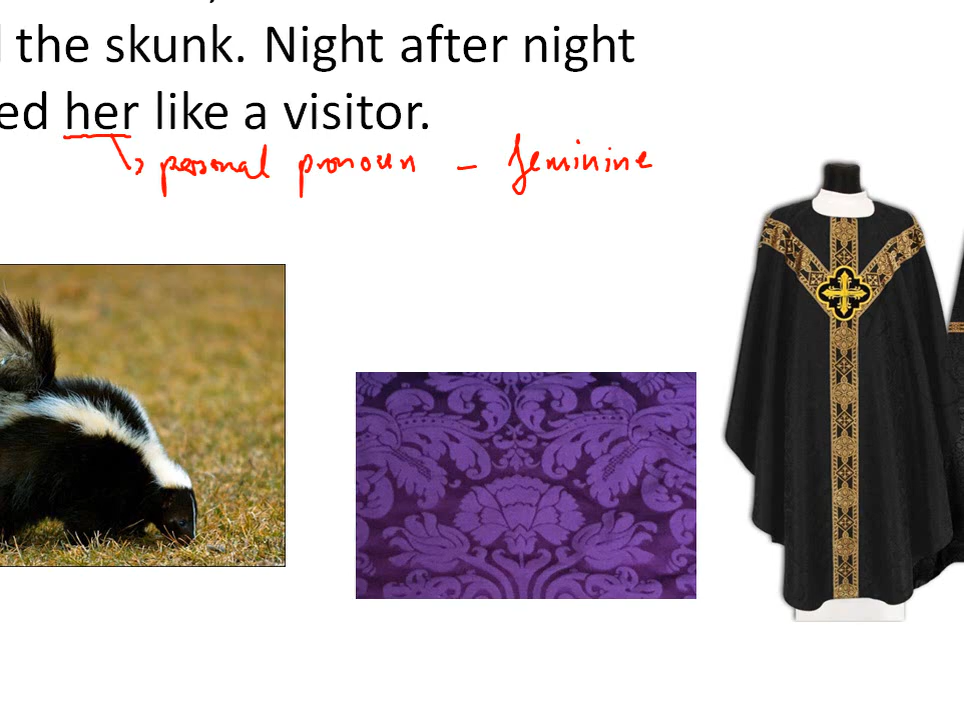 the skunk. Night after night
ed her like a visitor.
personal pronoun - feminine